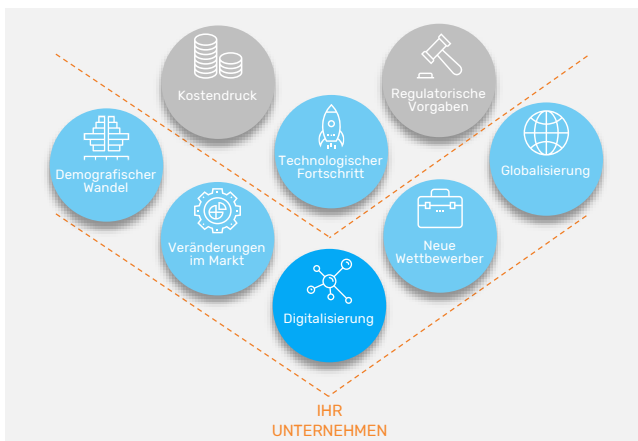 Kostendruck
Regulatorische
Vorgaben
Demografischer
Wandel
Technologischer
Fortschritt
Globalisierung
Veränderungen
im Markt
Neue
Wettbewerber
Digitalisierung
IHR
UNTERNEHMEN